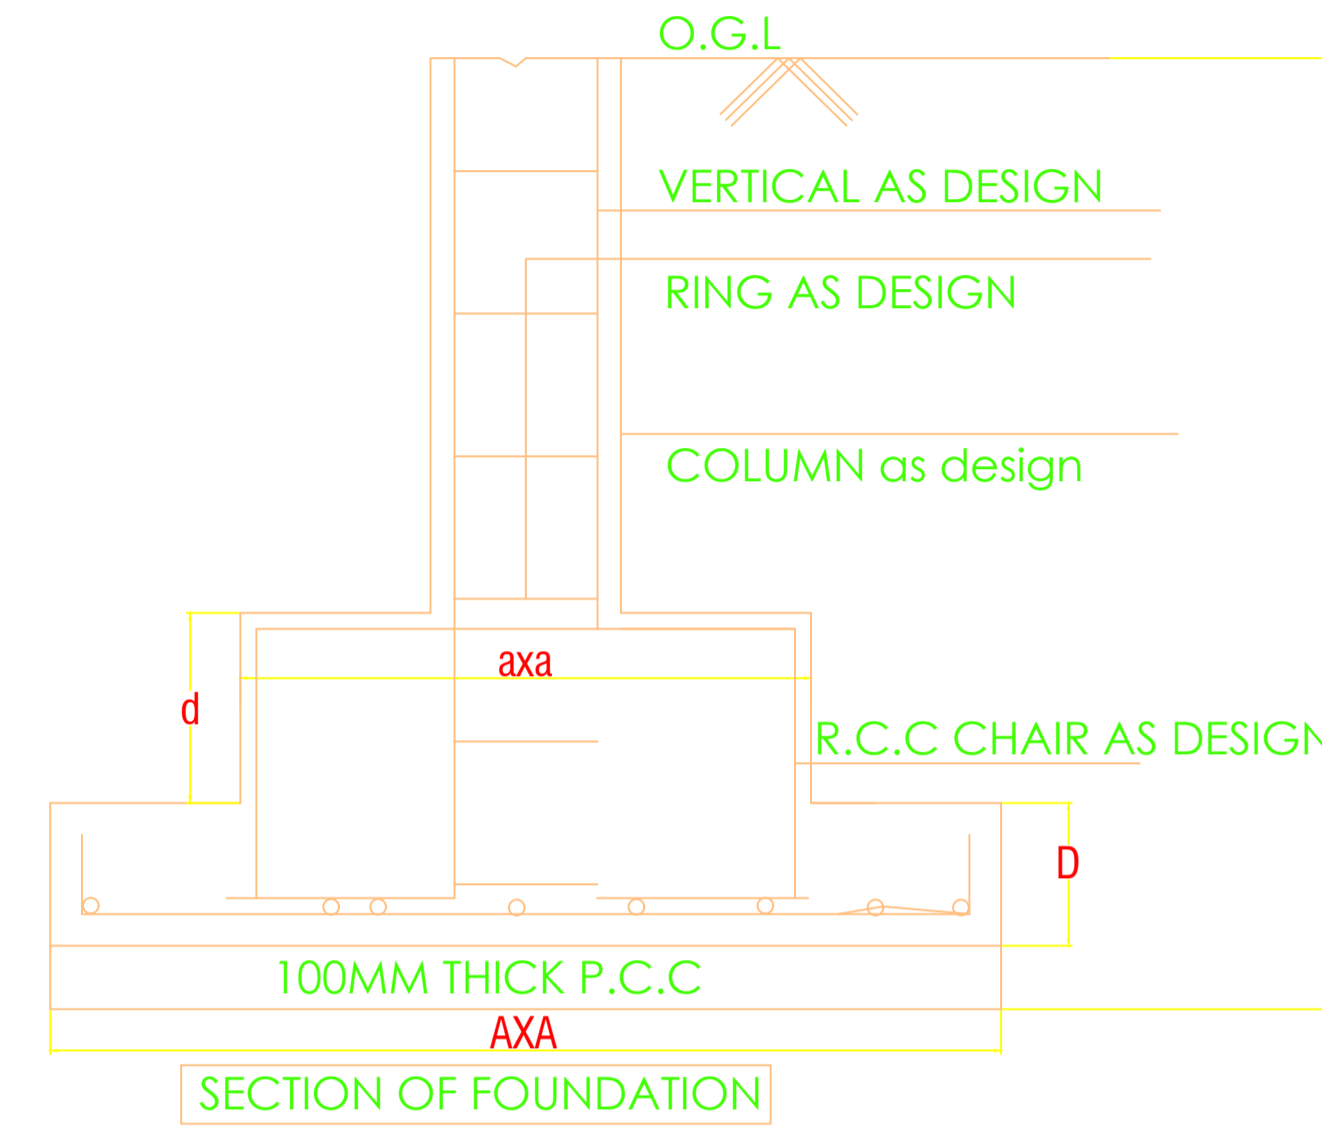 O.G.L
VERTICAL AS DESIGN
RING AS DESIGN
COLUMN as design
axa
d
R.C.C CHAIR AS DESIGN
D
100MM THICK P.C.C
AXA
SECTION OF FOUNDATION